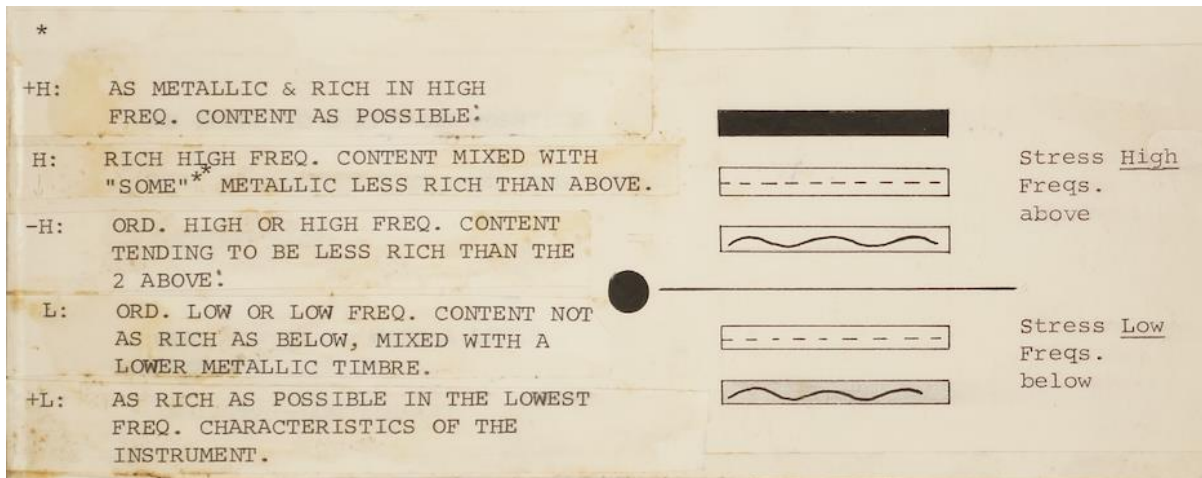 *
+H: AS METALLIC & RICH IN HIGH
FREQ. CONTENT AS POSSIBLE.
H: RICH HIGH FREQ. CONTENT MIXED WITH
"SOME"** METALLIC LESS RICH THAN ABOVE.
-H: ORD. HIGH OR HIGH FREQ. CONTENT
TENDING TO BE LESS RICH THAN THE
2 ABOVE.
L: ORD. LOW OR LOW FREQ. CONTENT NOT
AS RICH AS BELOW, MIXED WITH A
LOWER METALLIC TIMBRE.
+L: AS RICH AS POSSIBLE IN THE LOWEST
FREQ. CHARACTERISTICS OF THE
INSTRUMENT.
Stress High
Freqs.
above
Stress Low
Freqs.
below